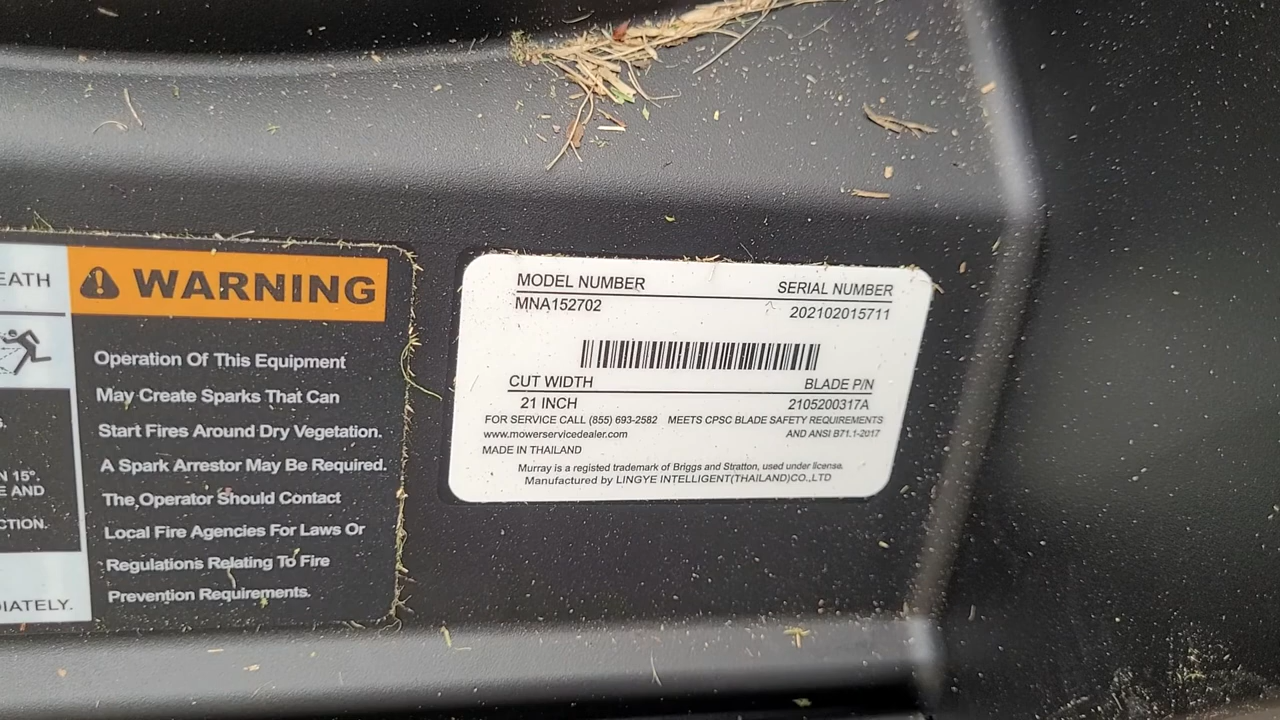 EATH
WARNING
Operation Of This Equipment
May Create Sparks That Can
Start Fires Around Dry Vegetation.
A Spark Arrestor May Be Required.
The Operator Should Contact
Local Fire Agencies For Laws Or
Regulations Relating To Fire
Prevention Requirements.
N 15°.
E AND
CTION.
IATELY.
MODEL NUMBER SERIAL NUMBER
MNA152702 202102015711
CUT WIDTH BLADE P/N
21 INCH 2105200317A
FOR SERVICE CALL (855) 693-2582 MEETS CPSC BLADE SAFETY REQUIREMENTS
www.mowerservicedealer.com AND ANSI B71.1-2017
MADE IN THAILAND
Murray is a registed trademark of Briggs and Stratton, used under license.
Manufactured by LINGYE INTELLIGENT(THAILAND)CO.,LTD